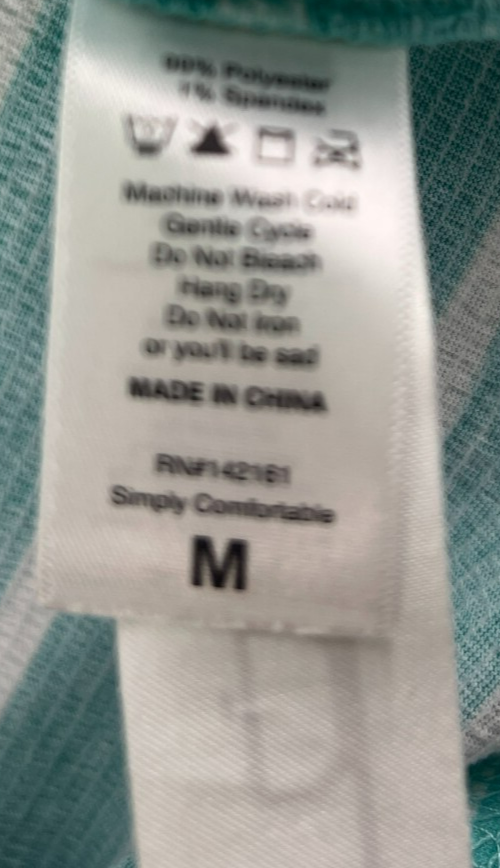 99% Polyester
1% Spandex
Machine Wash Cold
Gentle Cycle
Do Not Bleach
Hang Dry
Do Not Iron
or you'll be sad
MADE IN CHINA
RN#142161
Simply Comfortable
M